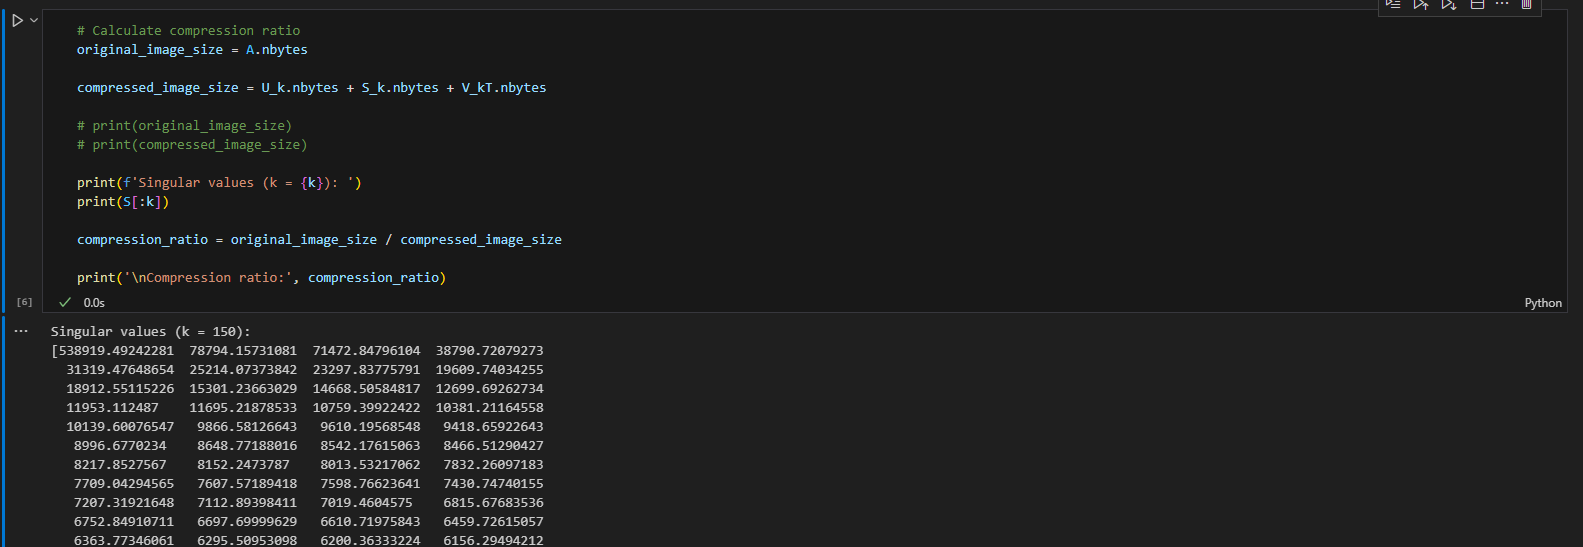 # Calculate compression ratio
original_image_size = A.nbytes
compressed_image_size = U_k.nbytes + S_k.nbytes + V_kT.nbytes
# print(original_image_size)
# print(compressed_image_size)
print(f'Singular values (k = {k}): ')
print(S[:k])
compression_ratio = original_image_size / compressed_image_size
print('\nCompression ratio:', compression_ratio)
[6] 0.0s Python
Singular values (k = 150):
[538919.49242281 78794.15731081 71472.84796104 38790.72079273
31319.47648654 25214.07373842 23297.83775791 19609.74034255
18912.55115226 15301.23663029 14668.50584817 12699.69262734
11953.112487 11695.21878533 10759.39922422 10381.21164558
10139.60076547 9866.58126643 9610.19568548 9418.65922643
8996.6770234 8648.77188016 8542.17615063 8466.51290427
8217.8527567 8152.2473787 8013.53217062 7832.26097183
7709.04294565 7607.57189418 7598.76623641 7430.74740155
7207.31921648 7112.89398411 7019.4604575 6815.67683536
6752.84910711 6697.69999629 6610.71975843 6459.72615057
6363.77346061 6295.50953098 6200.36333224 6156.29494212